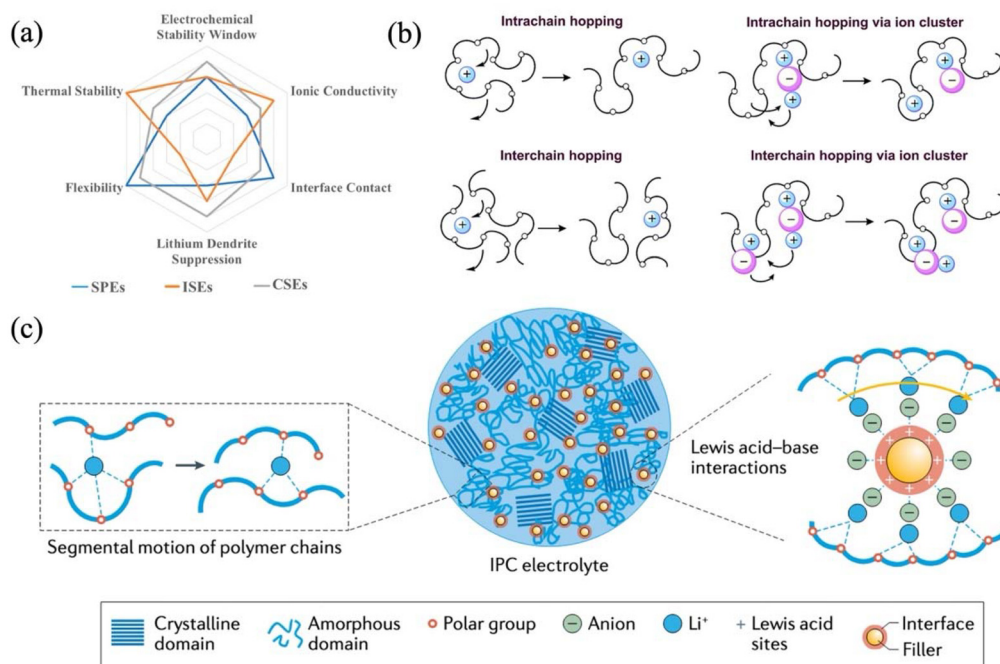 (a)
Electrochemical
Stability Window
Thermal Stability
Ionic Conductivity
Flexibility
Interface Contact
Lithium Dendrite
Suppression
SPEs
ISEs
CSEs
(b)
Intrachain hopping
+
+
Intrachain hopping via ion cluster
+
−
+
+
−
+
Interchain hopping
+
+
Interchain hopping via ion cluster
+
−
+
+
−
+
−
+
−
+
(c)
Segmental motion of polymer chains
IPC electrolyte
Lewis acid–base
interactions
Crystalline
domain
Amorphous
domain
Polar group
− Anion
Li⁺
+ Lewis acid
sites
Interface
Filler